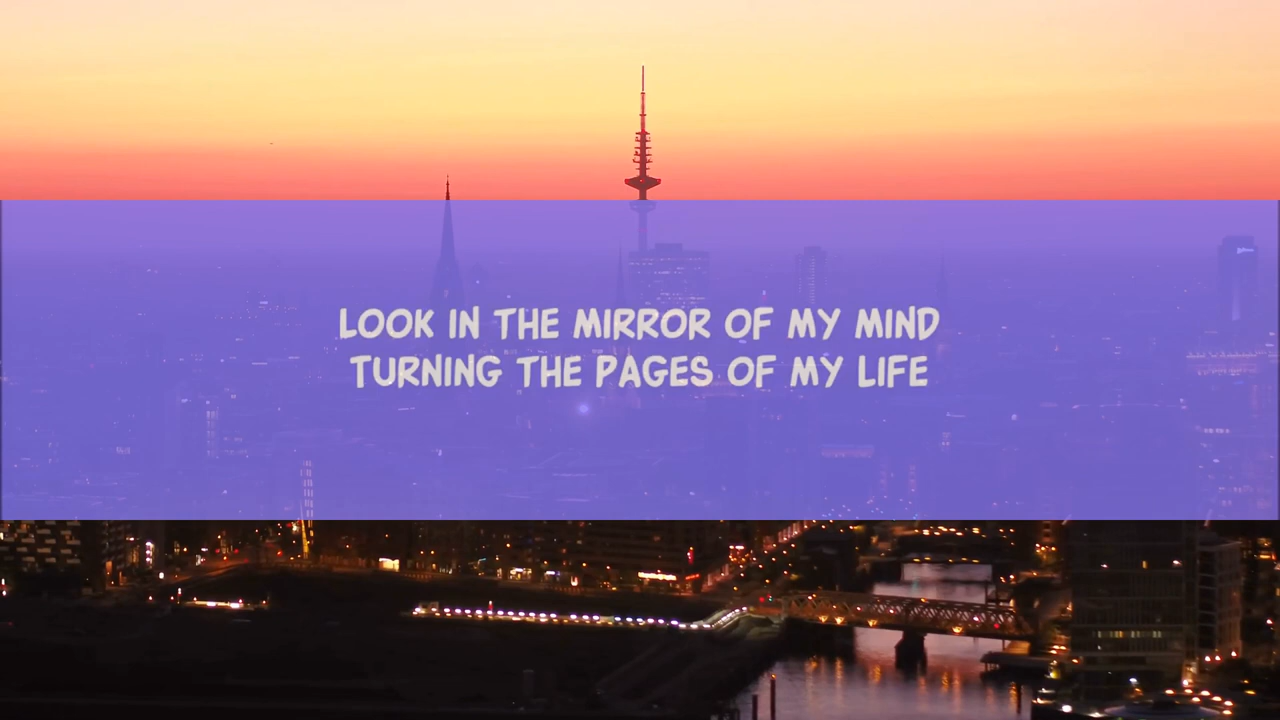 LOOK IN THE MIRROR OF MY MIND
TURNING THE PAGES OF MY LIFE